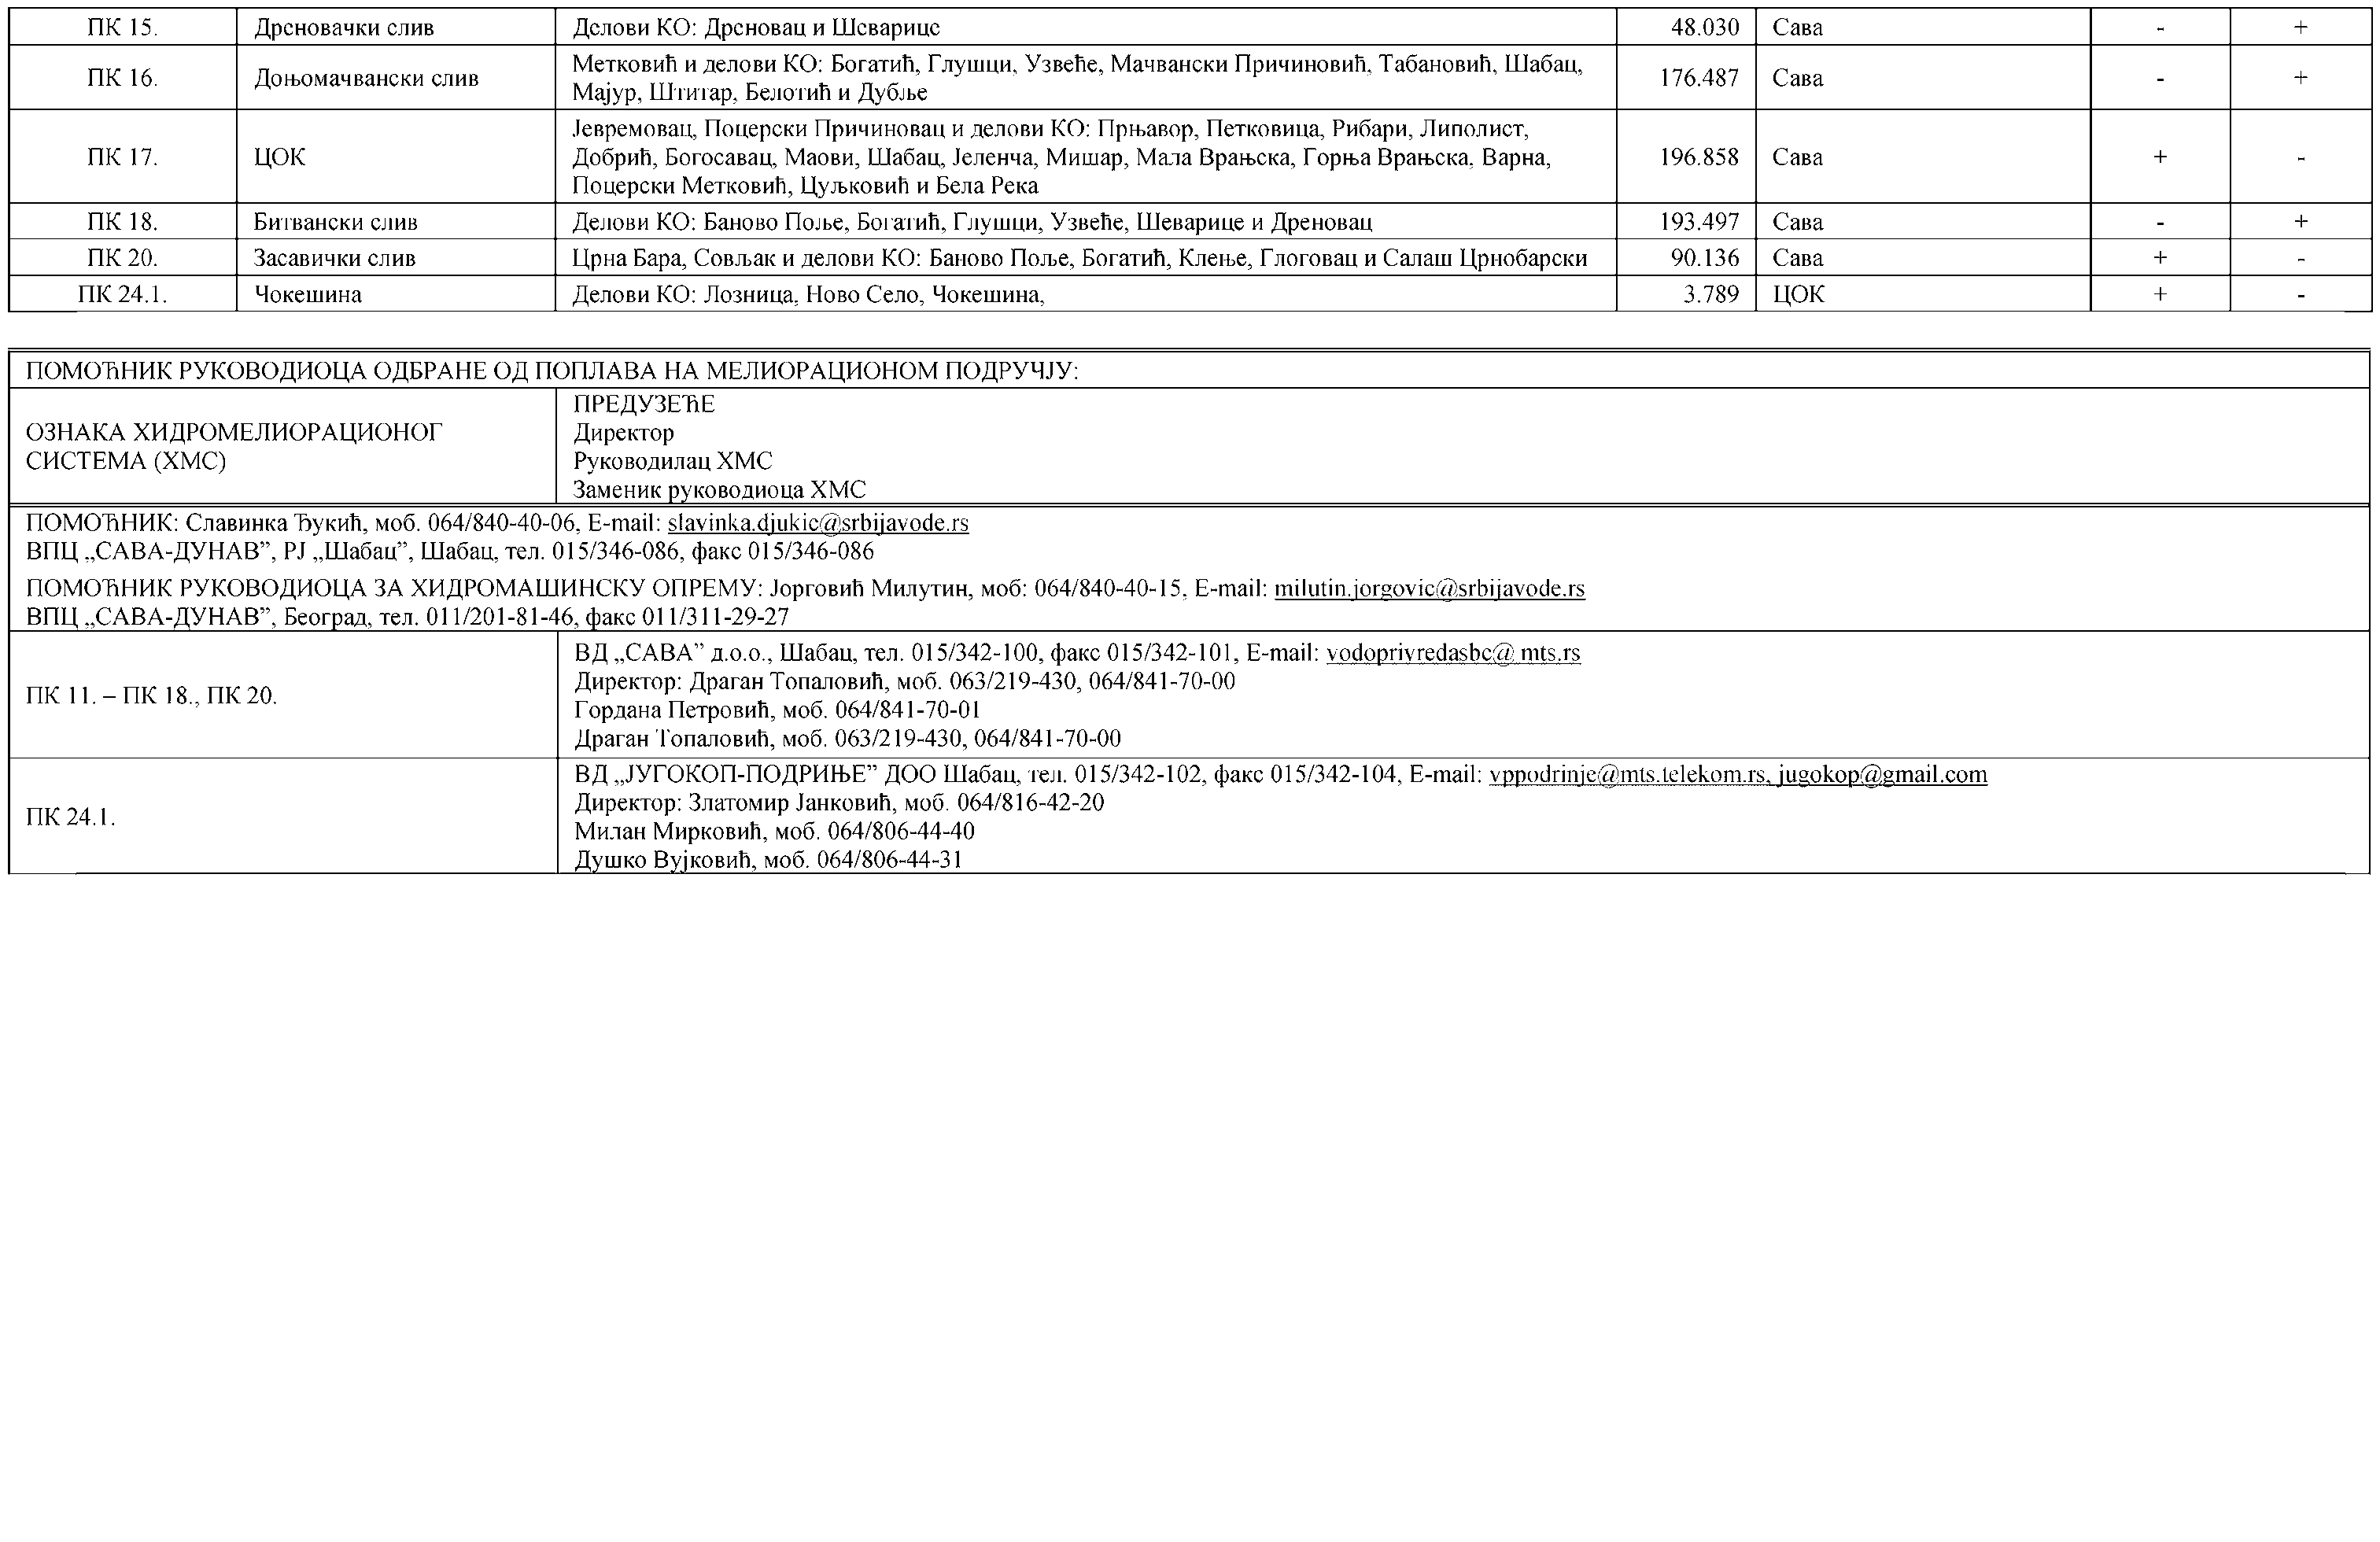 ПК 15. Дреновачки слив Делови КО: Дреновац и Шеварице 48.030 Сава - +
ПК 16. Доњомачвански слив Метковић и делови КО: Богатић, Глушци, Узвеће, Мачвански Причиновић, Табановић, Шабац,
Мајур, Штитар, Белотић и Дубље 176.487 Сава - +
ПК 17. ЦОК Јевремовац, Поцерски Причиновац и делови КО: Прњавор, Петковица, Рибари, Липолист,
Добрић, Богосавац, Маови, Шабац, Јеленча, Мишар, Мала Врањска, Горња Врањска, Варна,
Поцерски Метковић, Цуљковић и Бела Река 196.858 Сава + -
ПК 18. Битвански слив Делови КО: Баново Поље, Богатић, Глушци, Узвеће, Шеварице и Дреновац 193.497 Сава - +
ПК 20. Засавички слив Црна Бара, Совљак и делови КО: Баново Поље, Богатић, Клење, Глоговац и Салаш Црнобарски 90.136 Сава + -
ПК 24.1. Чокешина Делови КО: Лозница, Ново Село, Чокешина, 3.789 ЦОК + -
ПОМОЋНИК РУКОВОДИОЦА ОДБРАНЕ ОД ПОПЛАВА НА МЕЛИОРАЦИОНОМ ПОДРУЧЈУ:
ОЗНАКА ХИДРОМЕЛИОРАЦИОНОГ
СИСТЕМА (ХМС)
ПРЕДУЗЕЋЕ
Директор
Руководилац ХМС
Заменик руководиоца ХМС
ПОМОЋНИК: Славинка Ђукић, моб. 064/840-40-06, E-mail: slavinka.djukic@srbijavode.rs
ВПЦ „САВА-ДУНАВ”, РЈ „Шабац”, Шабац, тел. 015/346-086, факс 015/346-086
ПОМОЋНИК РУКОВОДИОЦА ЗА ХИДРОМАШИНСКУ ОПРЕМУ: Јорговић Милутин, моб: 064/840-40-15, E-mail: milutin.jorgovic@srbijavode.rs
ВПЦ „САВА-ДУНАВ”, Београд, тел. 011/201-81-46, факс 011/311-29-27
ПК 11. – ПК 18., ПК 20.
ВД „САВА” д.о.о., Шабац, тел. 015/342-100, факс 015/342-101, E-mail: vodoprivredasbc@ mts.rs
Директор: Драган Топаловић, моб. 063/219-430, 064/841-70-00
Гордана Петровић, моб. 064/841-70-01
Драган Топаловић, моб. 063/219-430, 064/841-70-00
ПК 24.1.
ВД „ЈУГОКОП-ПОДРИЊЕ” ДОО Шабац, тел. 015/342-102, факс 015/342-104, E-mail: vppodrinje@mts.telekom.rs, jugokop@gmail.com
Директор: Златомир Јанковић, моб. 064/816-42-20
Милан Мирковић, моб. 064/806-44-40
Душко Вујковић, моб. 064/806-44-31